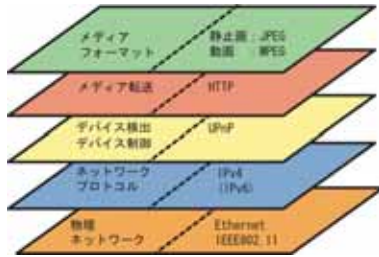 メディア
フォーマット
静止画：JPEG
動画　：MPEG
メディア転送
HTTP
デバイス検出
デバイス制御
UPnP
ネットワーク
プロトコル
IPv4
(IPv6)
物理
ネットワーク
Ethernet
IEEE802.11